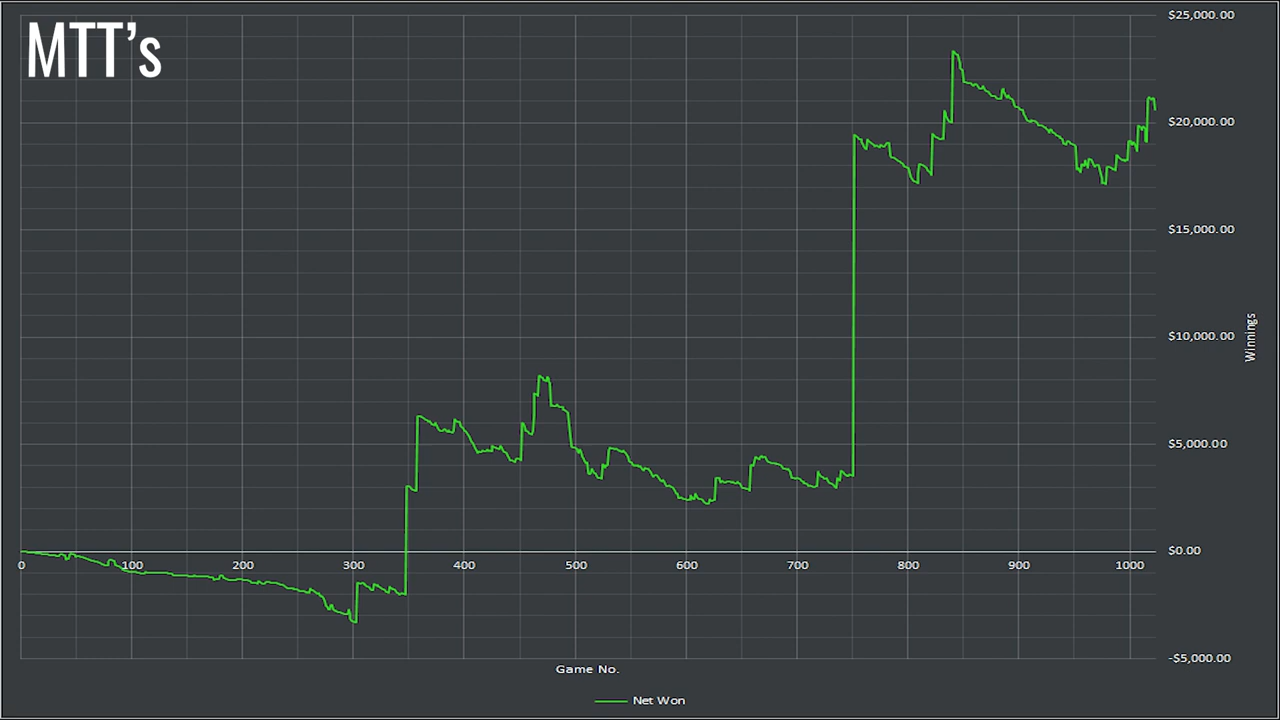 MTT's
$25,000.00
$20,000.00
$15,000.00
$10,000.00
$5,000.00
$0.00
-$5,000.00
Winnings
0 100 200 300 400 500 600 700 800 900 1000
Game No.
Net Won